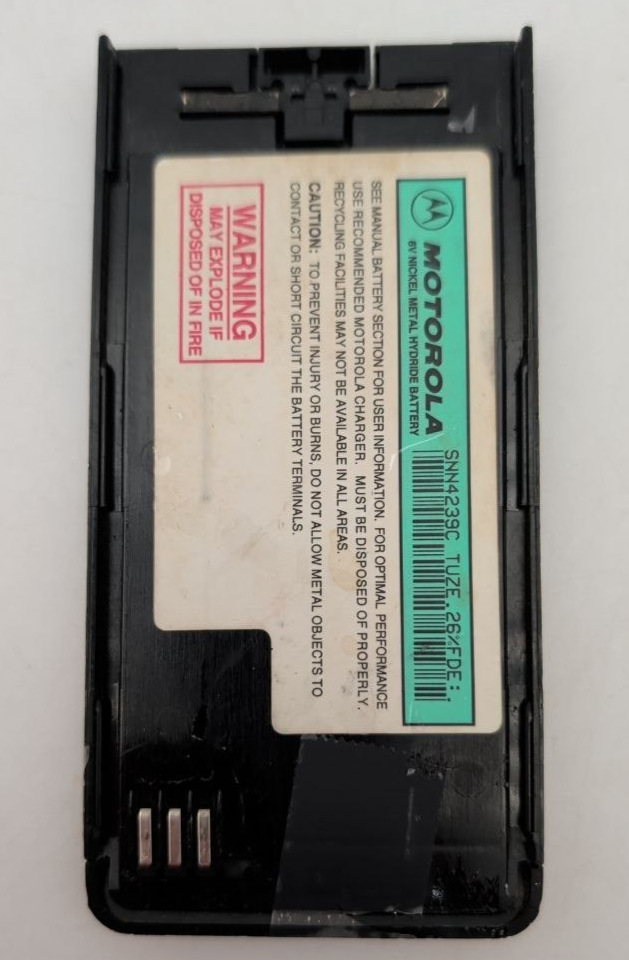 MOTOROLA
6V NICKEL METAL HYDRIDE BATTERY
SNN4239C TUZE.26%FDE:.
SEE MANUAL BATTERY SECTION FOR USER INFORMATION. FOR OPTIMAL PERFORMANCE
USE RECOMMENDED MOTOROLA CHARGER. MUST BE DISPOSED OF PROPERLY.
RECYCLING FACILITIES MAY NOT BE AVAILABLE IN ALL AREAS.
CAUTION: TO PREVENT INJURY OR BURNS, DO NOT ALLOW METAL OBJECTS TO
CONTACT OR SHORT CIRCUIT THE BATTERY TERMINALS.
WARNING
MAY EXPLODE IF
DISPOSED OF IN FIRE